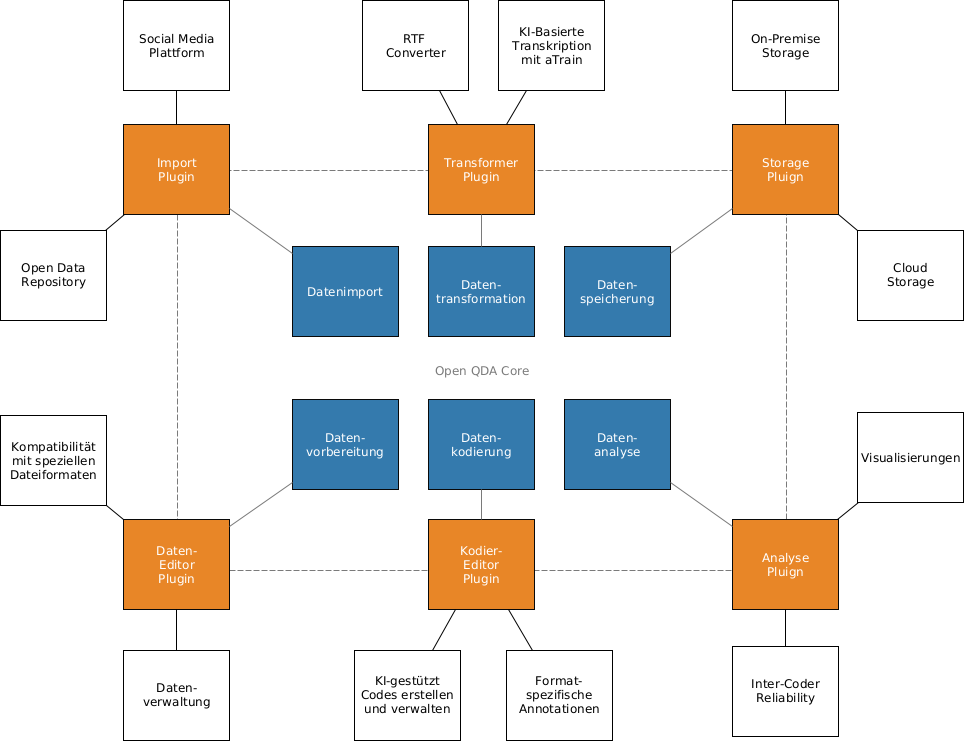 Social Media
Plattform
RTF
Converter
KI-Basierte
Transkription
mit aTrain
On-Premise
Storage
Import
Plugin
Transformer
Plugin
Storage
Pluign
Open Data
Repository
Datenimport
Daten-
transformation
Daten-
speicherung
Cloud
Storage
Open QDA Core
Kompatibilität
mit speziellen
Dateiformaten
Daten-
vorbereitung
Daten-
kodierung
Daten-
analyse
Visualisierungen
Daten-
Editor
Plugin
Kodier-
Editor
Plugin
Analyse
Pluign
Daten-
verwaltung
KI-gestützt
Codes erstellen
und verwalten
Format-
spezifische
Annotationen
Inter-Coder
Reliability